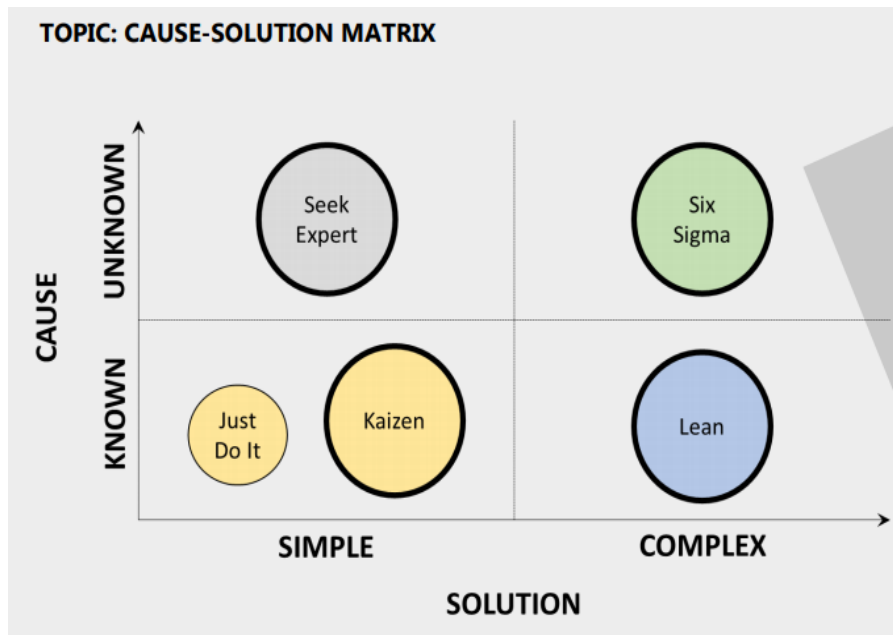 TOPIC: CAUSE-SOLUTION MATRIX
CAUSE
UNKNOWN
Seek
Expert
Six
Sigma
KNOWN
Just
Do It
Kaizen
Lean
SIMPLE
COMPLEX
SOLUTION